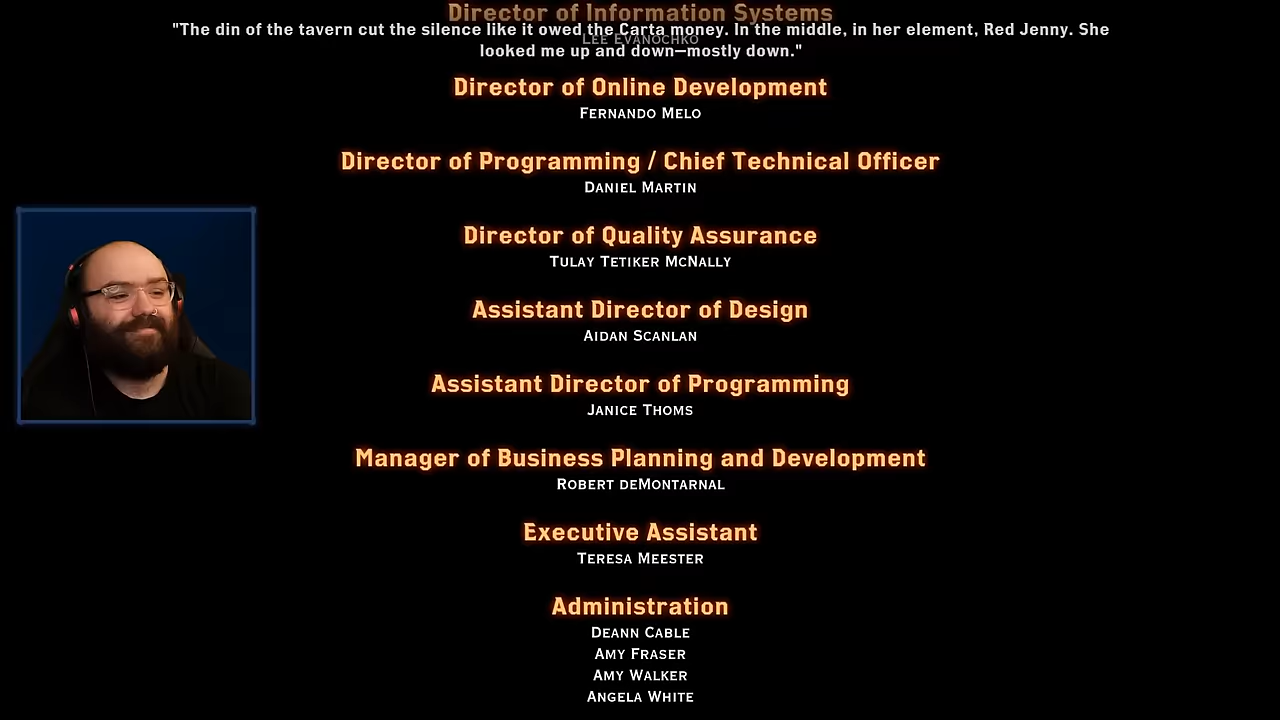 Director of Information Systems
"The din of the tavern cut the silence like it owed the Carta money. In the middle, in her element, Red Jenny. She
Lee Evanochko
looked me up and down—mostly down."
Director of Online Development
Fernando Melo
Director of Programming / Chief Technical Officer
Daniel Martin
Director of Quality Assurance
Tulay Tetiker McNally
Assistant Director of Design
Aidan Scanlan
Assistant Director of Programming
Janice Thoms
Manager of Business Planning and Development
Robert deMontarnal
Executive Assistant
Teresa Meester
Administration
Deann Cable
Amy Fraser
Amy Walker
Angela White